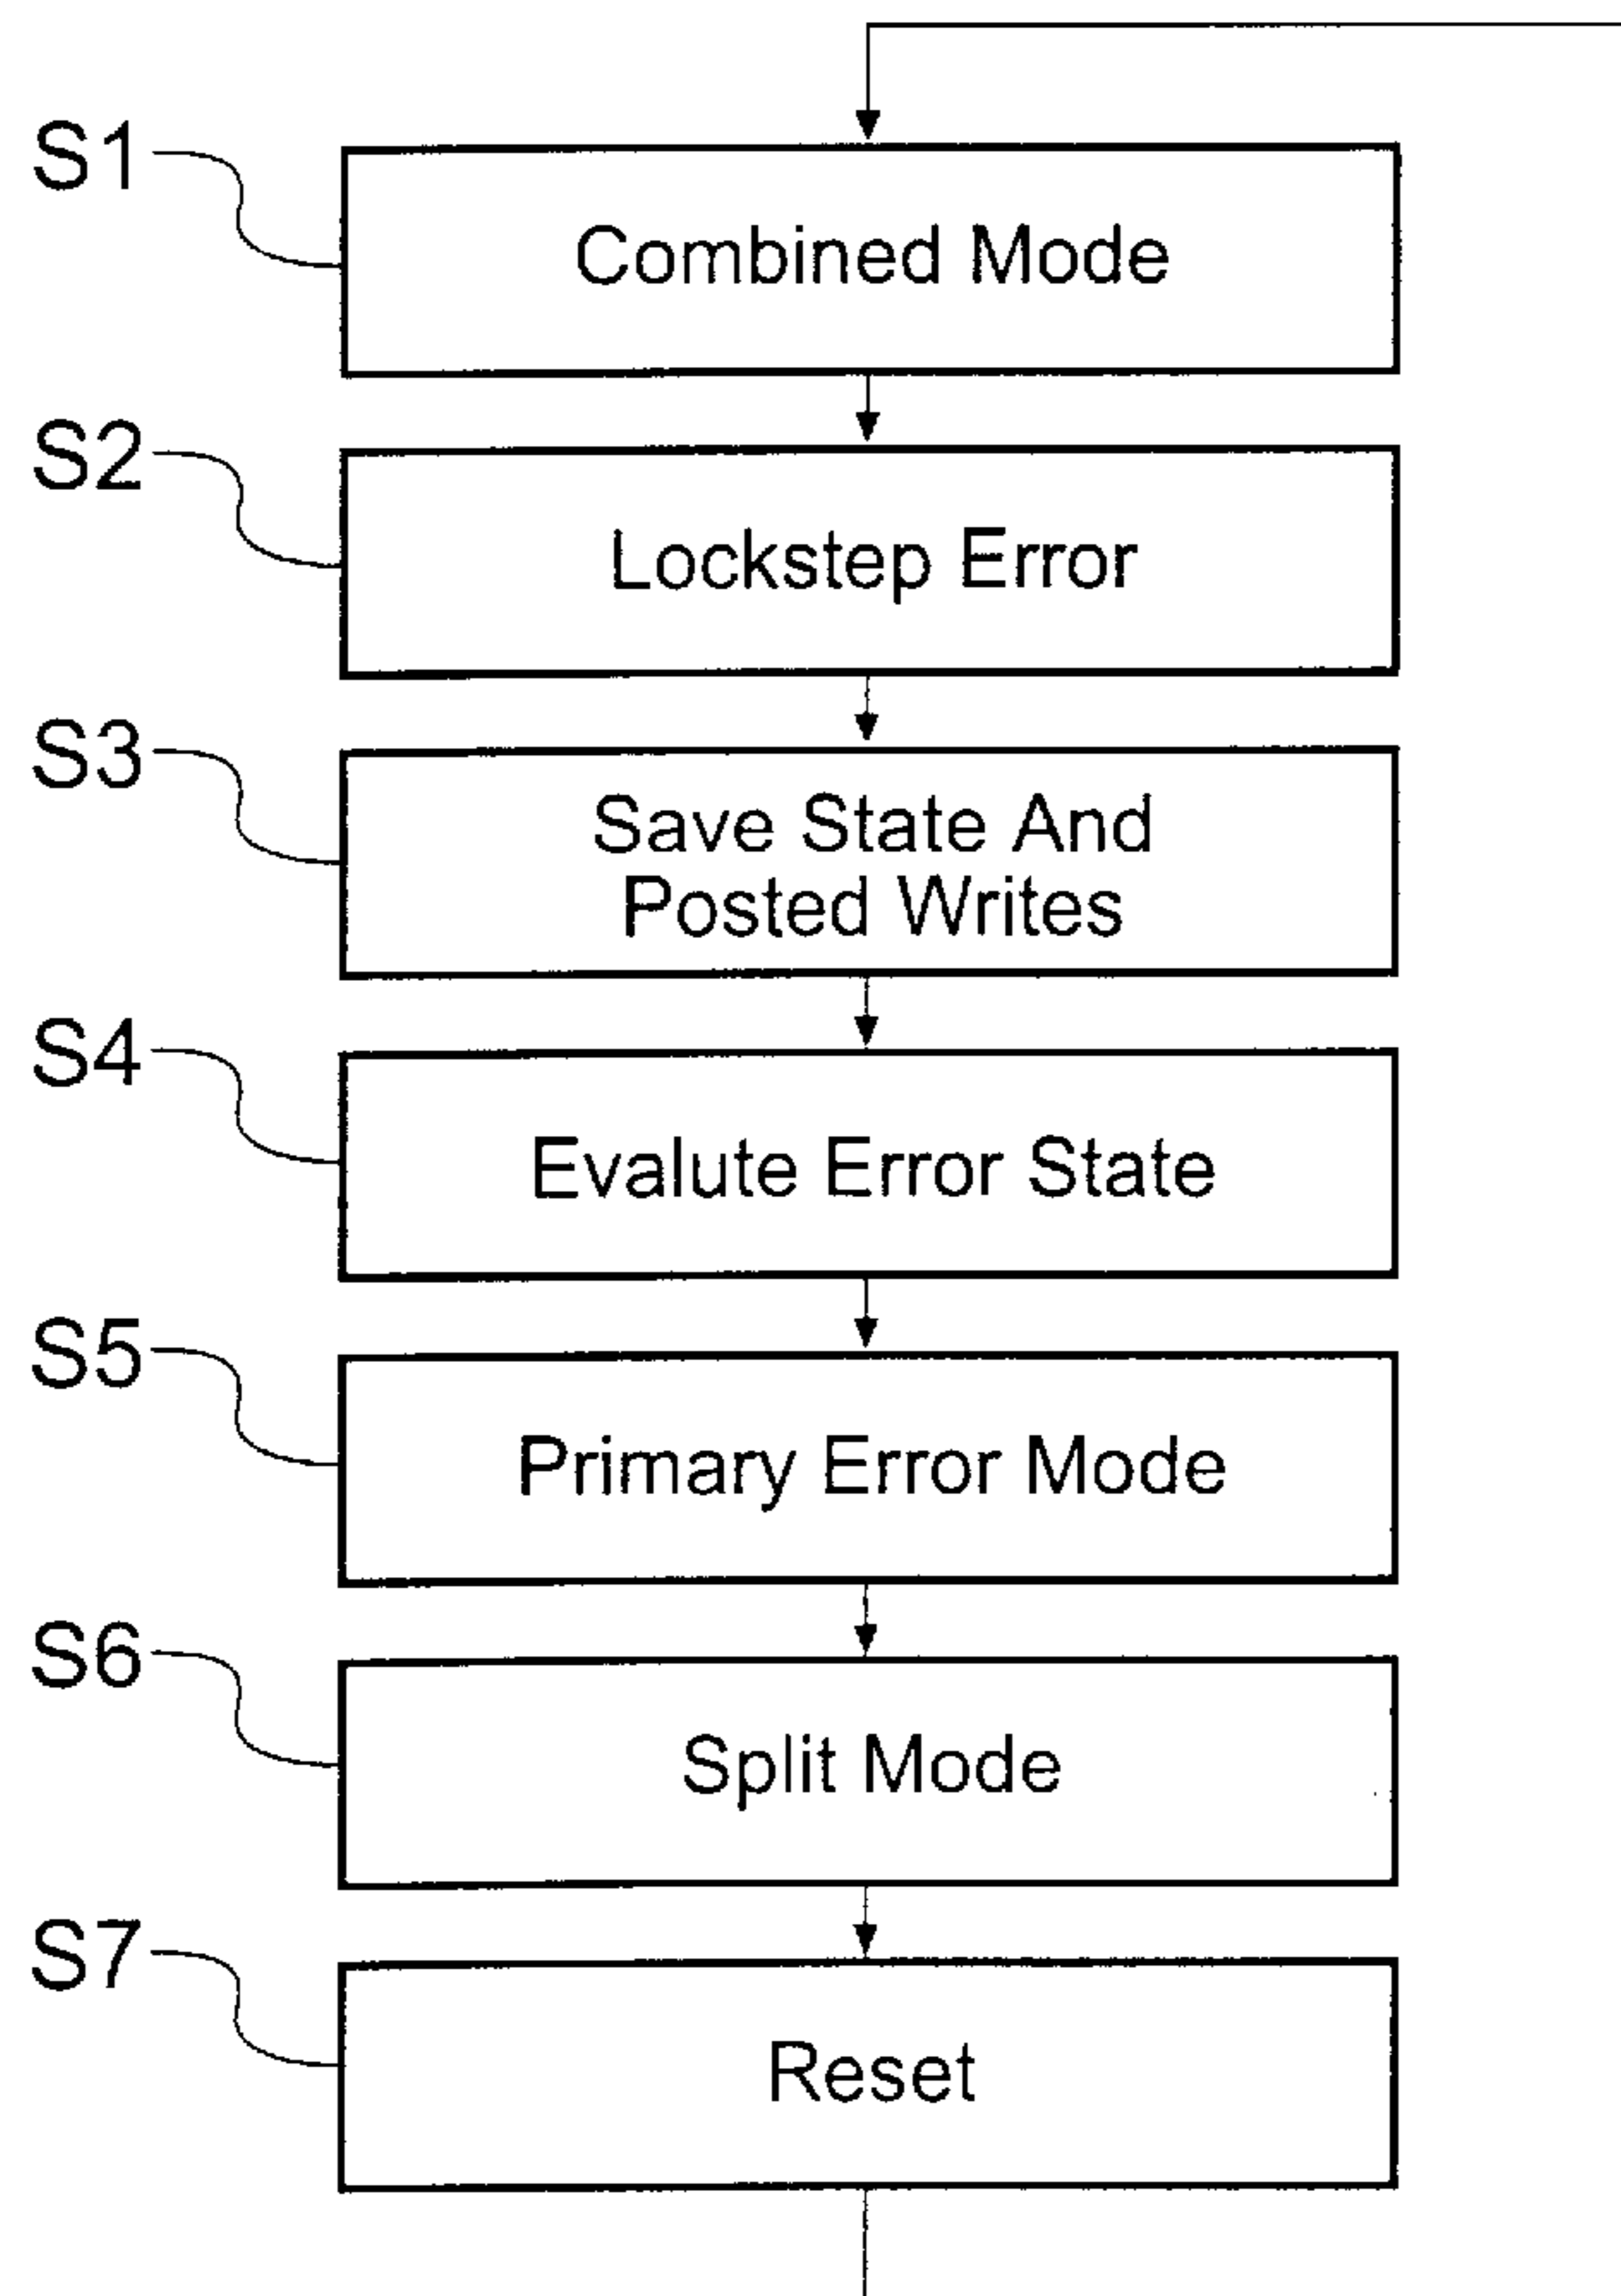 S1
Combined Mode
S2
Lockstep Error
S3
Save State And
Posted Writes
S4
Evalute Error State
S5
Primary Error Mode
S6
Split Mode
S7
Reset